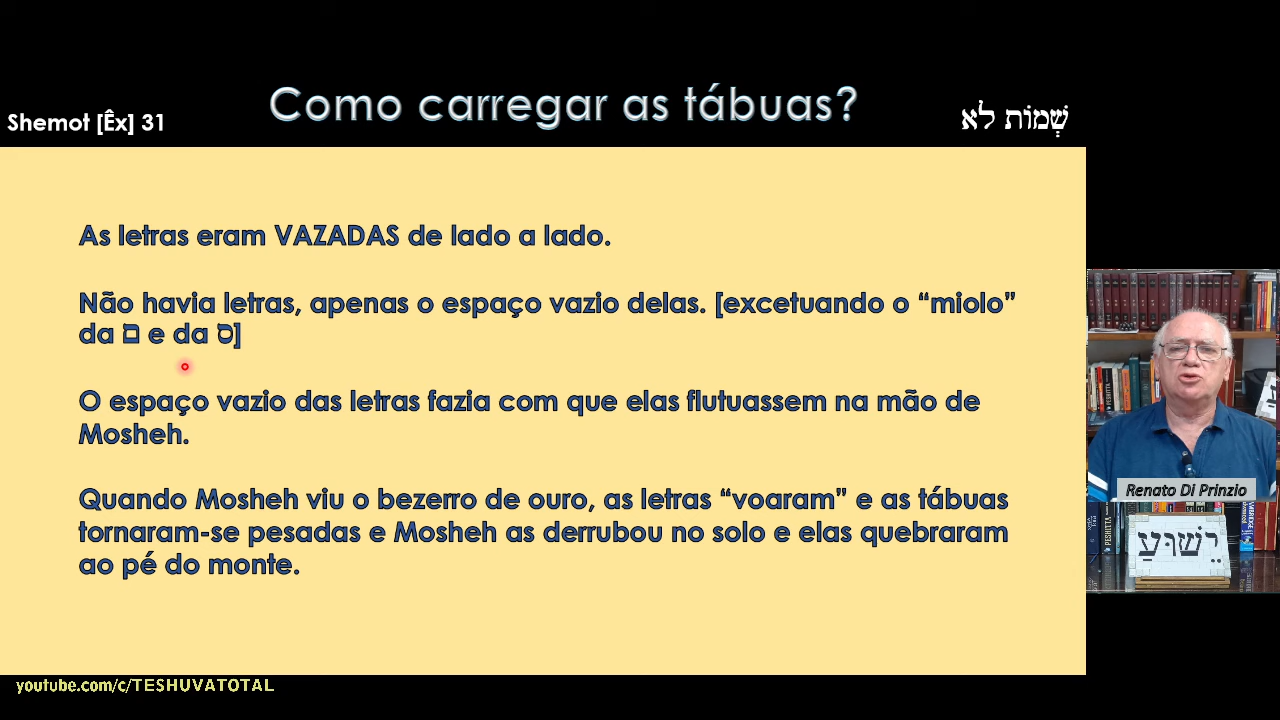 Como carregar as tábuas?
Shemot [Êx] 31
שְׁמוֹת לא
As letras eram VAZADAS de lado a lado.
Não havia letras, apenas o espaço vazio delas. [excetuando o “miolo”
da ם e da ס]
O espaço vazio das letras fazia com que elas flutuassem na mão de
Mosheh.
Quando Mosheh viu o bezerro de ouro, as letras “voaram” e as tábuas
tornaram-se pesadas e Mosheh as derrubou no solo e elas quebraram
ao pé do monte.
Renato Di Prinzio
PESHITTA
יֵשׁוּעַ
youtube.com/c/TESHUVATOTAL